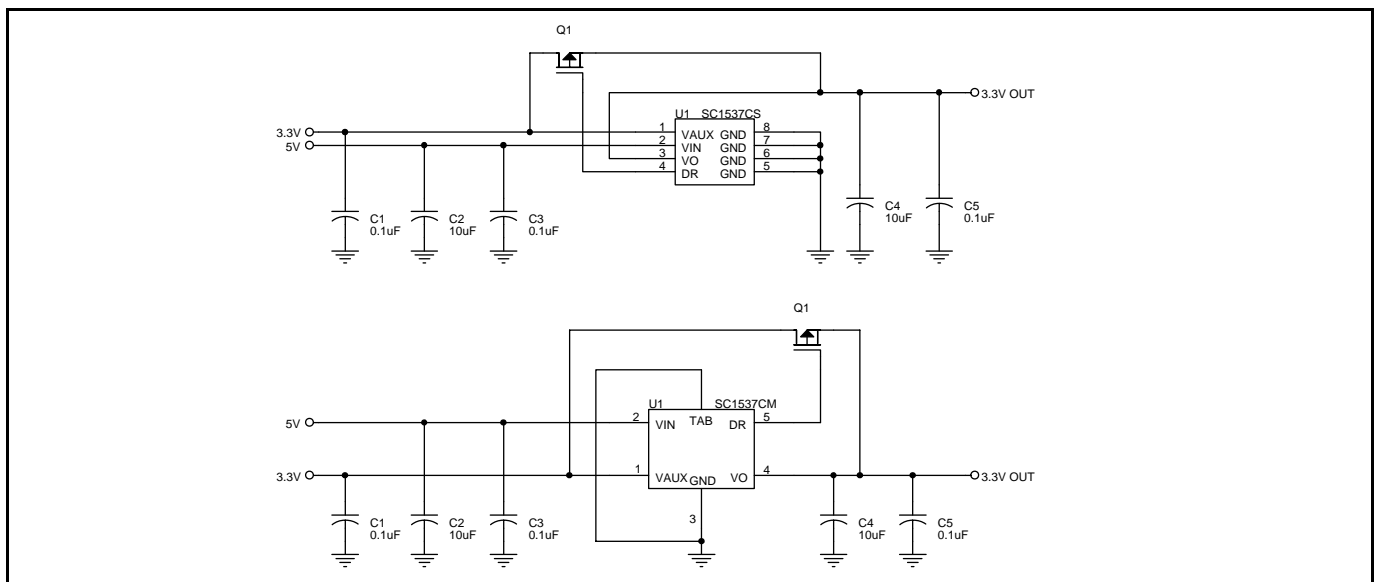 Q1
3.3V OUT
U1 SC1537CS
3.3V
5V
1 VAUX GND 8
2 VIN GND 7
3 VO GND 6
4 DR GND 5
C1
0.1uF
C2
10uF
C3
0.1uF
C4
10uF
C5
0.1uF
Q1
U1 SC1537CM
5V
2 VIN TAB DR 5
3.3V
1 VAUX GND VO 4
3.3V OUT
3
C1
0.1uF
C2
10uF
C3
0.1uF
C4
10uF
C5
0.1uF